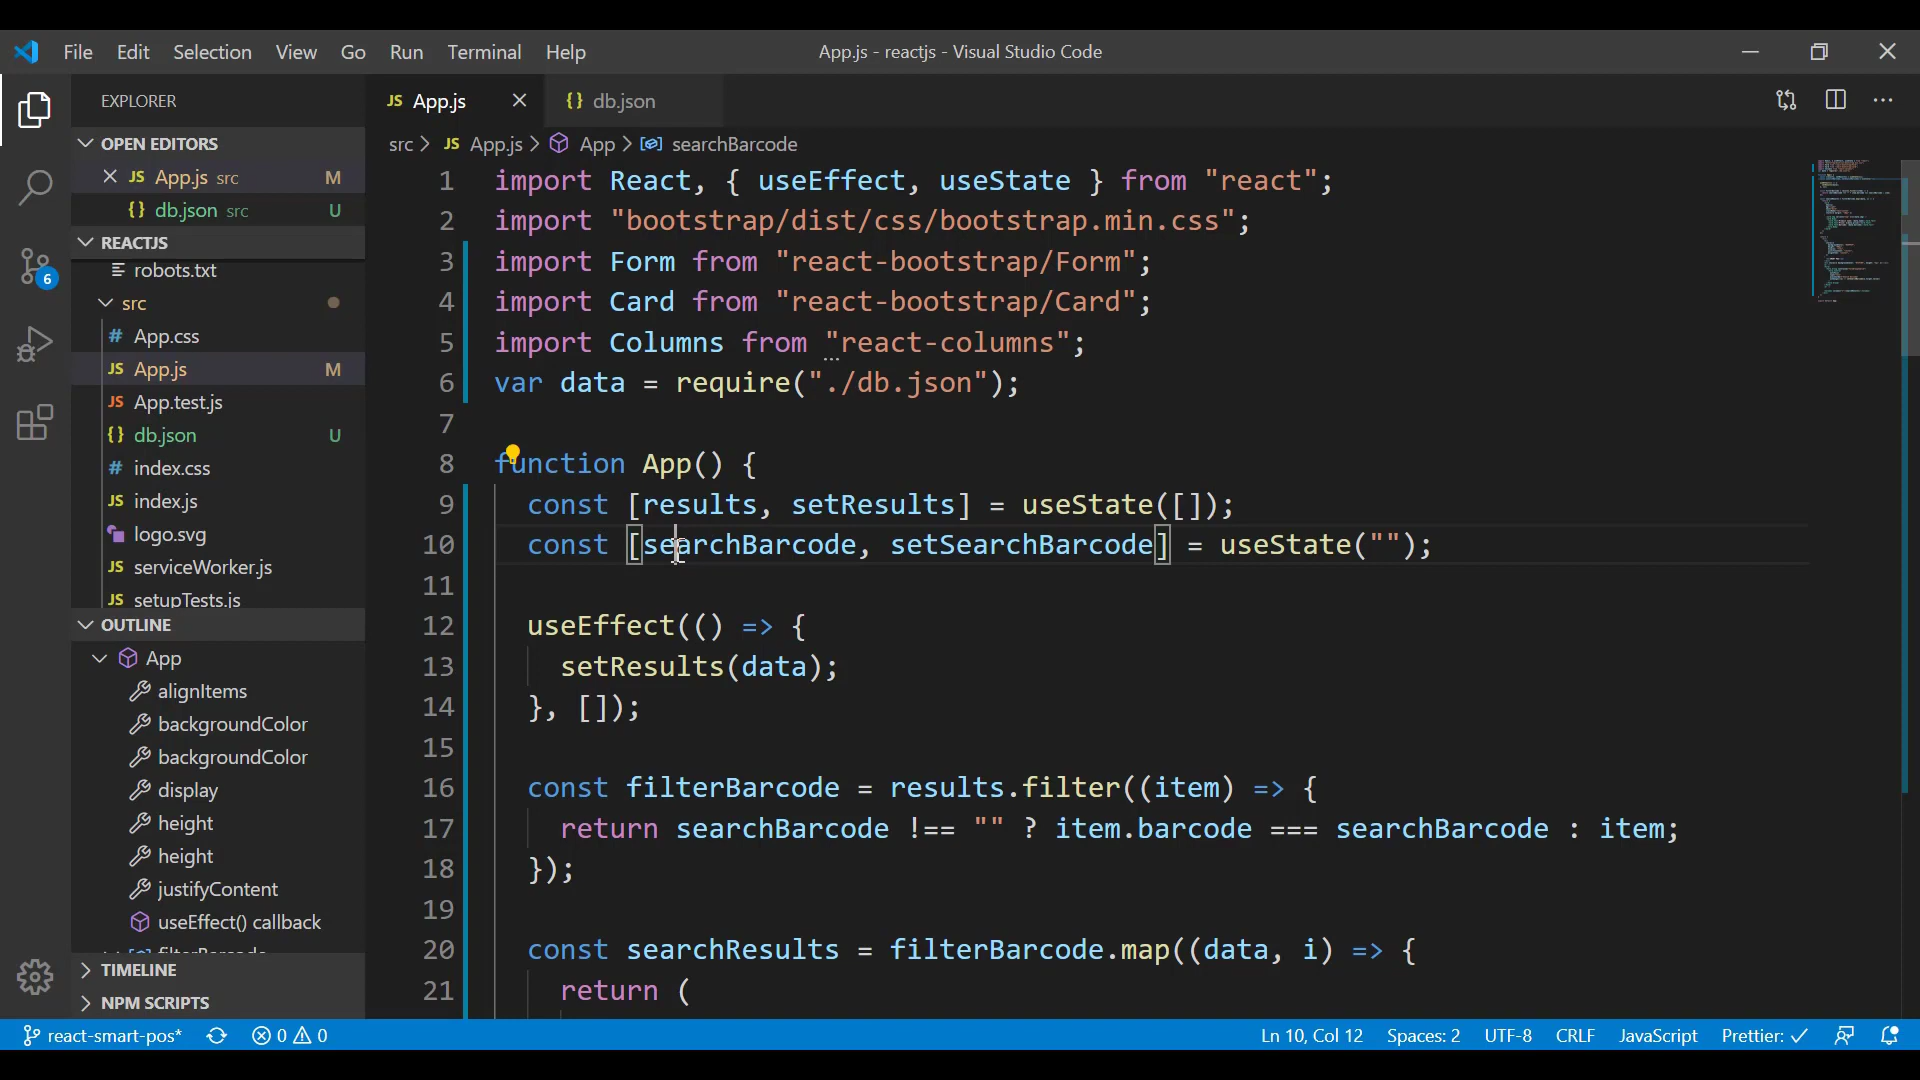 File Edit Selection View Go Run Terminal Help
App.js - reactjs - Visual Studio Code
EXPLORER
OPEN EDITORS
App.js src M
db.json src U
REACTJS
robots.txt
src
App.css
App.js M
App.test.js
db.json U
index.css
index.js
logo.svg
serviceWorker.js
setupTests.js
OUTLINE
App
alignItems
backgroundColor
backgroundColor
display
height
height
justifyContent
useEffect() callback
filterBarcode
TIMELINE
NPM SCRIPTS
6
JS App.js
{} db.json
src > JS App.js > App > searchBarcode
1 import React, { useEffect, useState } from "react";
2 import "bootstrap/dist/css/bootstrap.min.css";
3 import Form from "react-bootstrap/Form";
4 import Card from "react-bootstrap/Card";
5 import Columns from "react-columns";
6 var data = require("./db.json");
7
8 function App() {
9 const [results, setResults] = useState([]);
10 const [searchBarcode, setSearchBarcode] = useState("");
11
12 useEffect(() => {
13 setResults(data);
14 }, []);
15
16 const filterBarcode = results.filter((item) => {
17 return searchBarcode !== "" ? item.barcode === searchBarcode : item;
18 });
19
20 const searchResults = filterBarcode.map((data, i) => {
21 return (
react-smart-pos* 0 0
Ln 10, Col 12 Spaces: 2 UTF-8 CRLF JavaScript Prettier: ✓